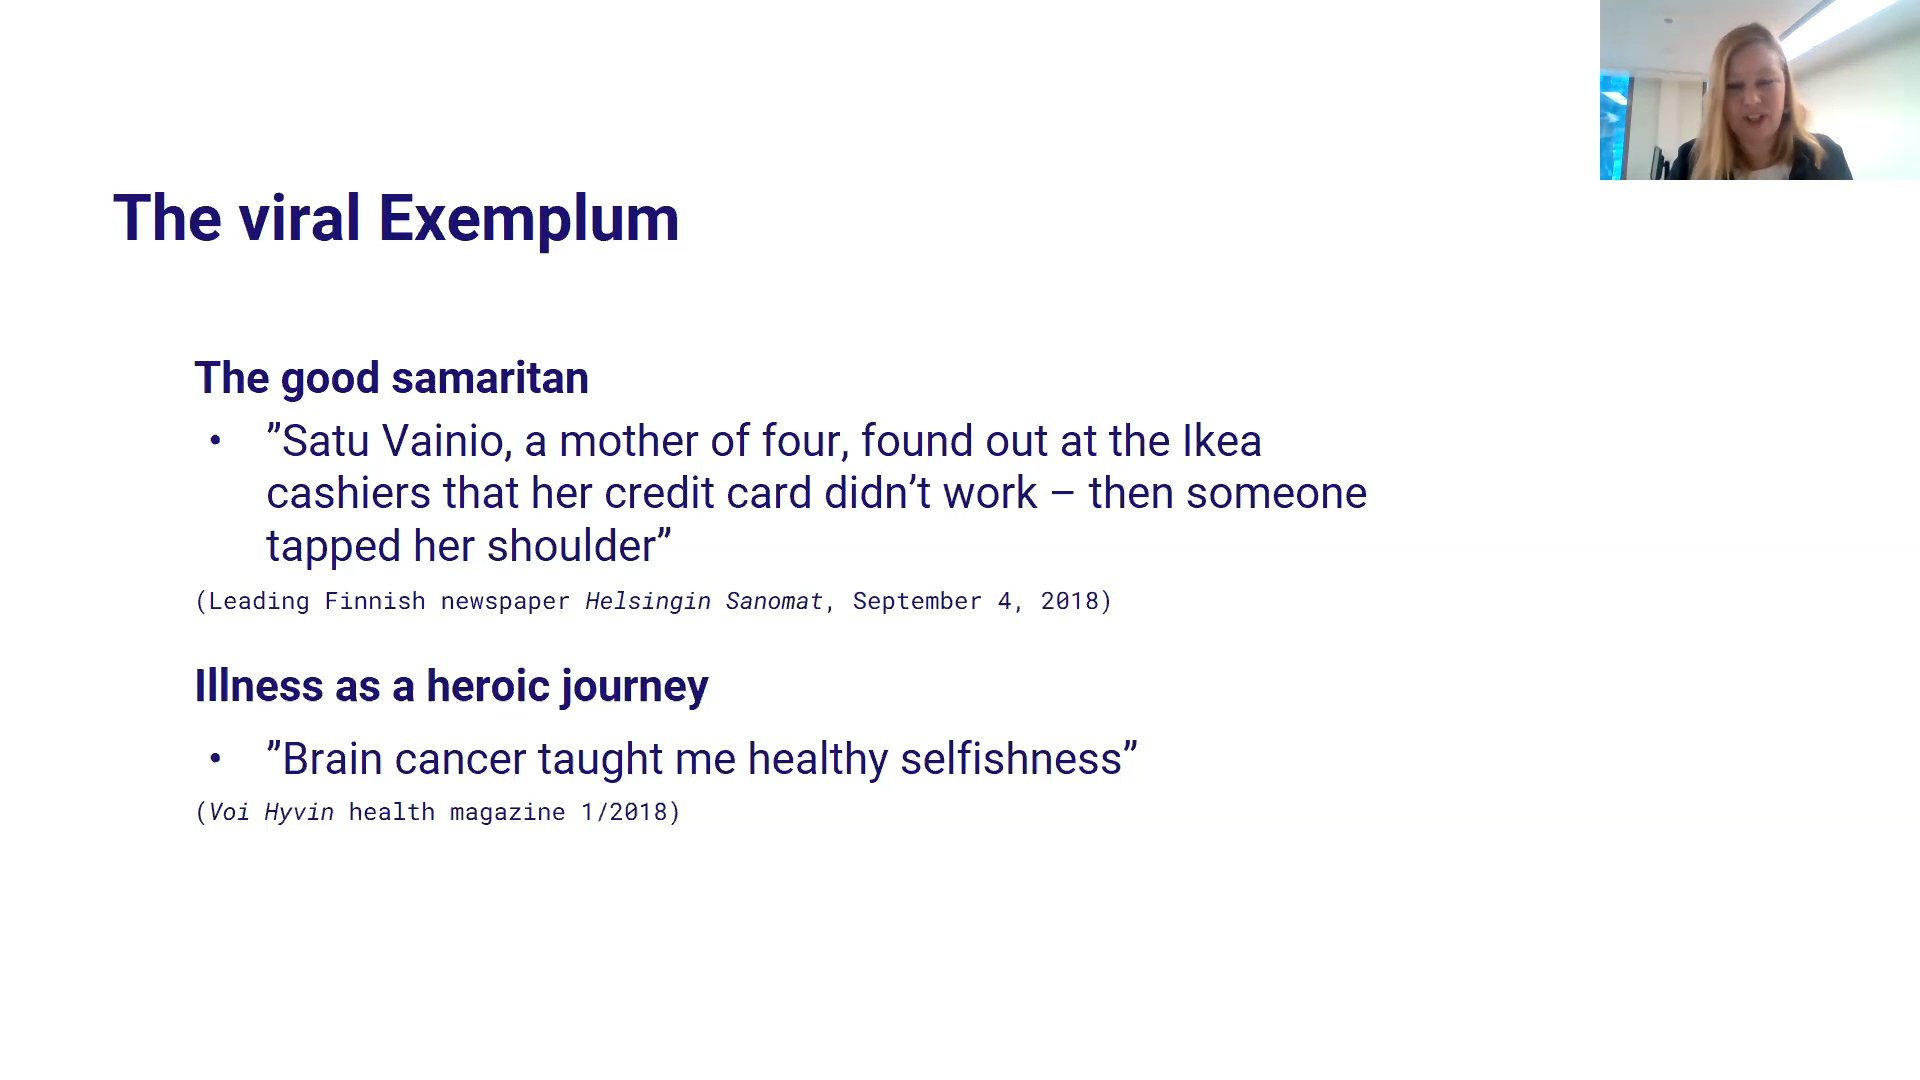 The viral Exemplum
The good samaritan
• ”Satu Vainio, a mother of four, found out at the Ikea
cashiers that her credit card didn’t work – then someone
tapped her shoulder”
(Leading Finnish newspaper Helsingin Sanomat, September 4, 2018)
Illness as a heroic journey
• ”Brain cancer taught me healthy selfishness”
(Voi Hyvin health magazine 1/2018)